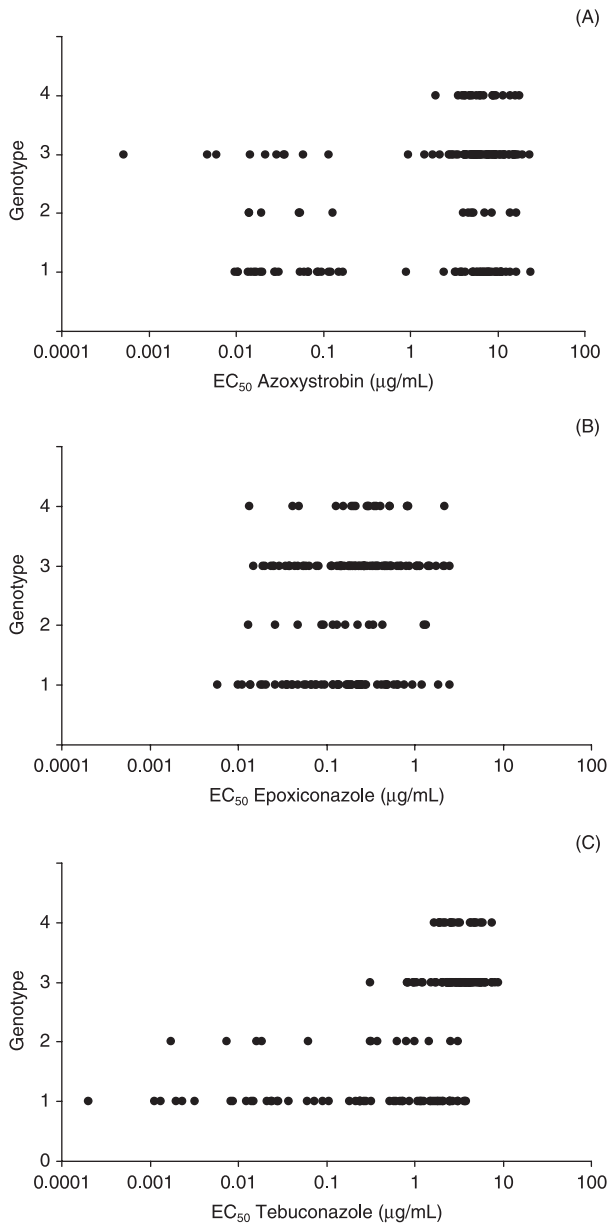 (A)
Genotype
4
3
2
1
0.0001 0.001 0.01 0.1 1 10 100
EC50 Azoxystrobin (μg/mL)
(B)
Genotype
4
3
2
1
0.0001 0.001 0.01 0.1 1 10 100
EC50 Epoxiconazole (μg/mL)
(C)
Genotype
4
3
2
1
0
0.0001 0.001 0.01 0.1 1 10 100
EC50 Tebuconazole (μg/mL)